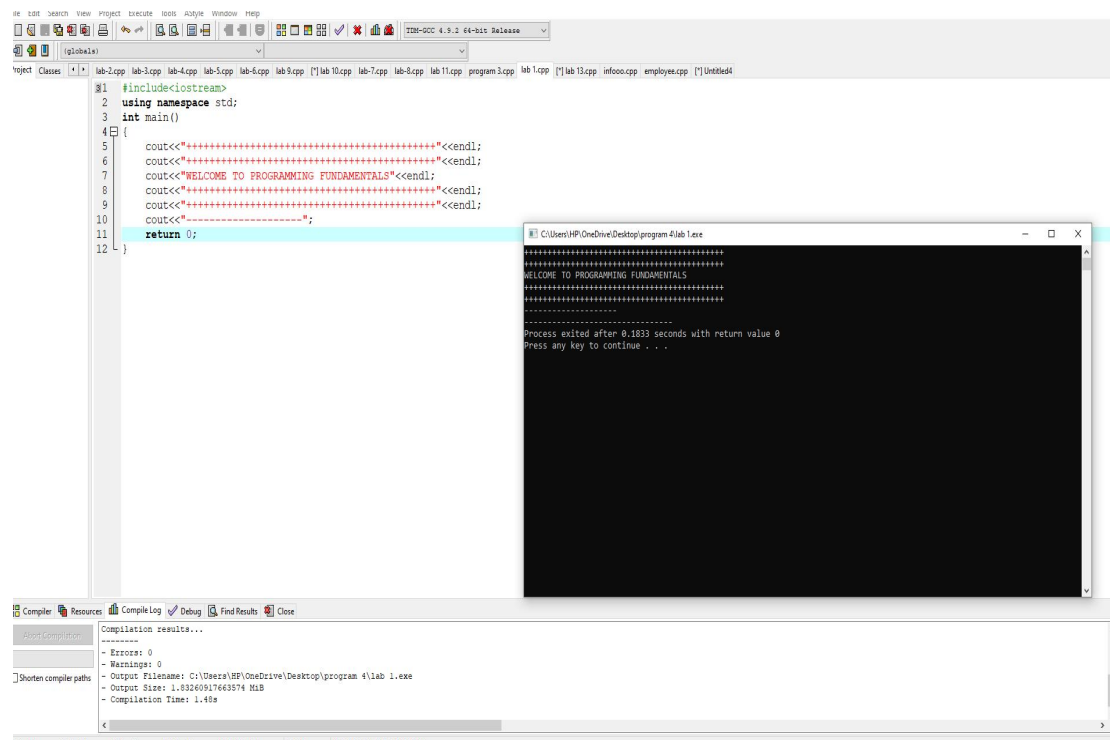 File Edit Search View Project Execute Tools AStyle Window Help
TDM-GCC 4.9.2 64-bit Release
(globals)
Project Classes lab-2.cpp lab-3.cpp lab-4.cpp lab-5.cpp lab-6.cpp lab 9.cpp [*] lab 10.cpp lab-7.cpp lab-8.cpp lab 11.cpp program 3.cpp lab 1.cpp [*] lab 13.cpp infooo.cpp employee.cpp [*] Untitled4
1 #include<iostream>
2 using namespace std;
3 int main()
4 {
5 cout<<"+++++++++++++++++++++++++++++++++++++++++++"<<endl;
6 cout<<"+++++++++++++++++++++++++++++++++++++++++++"<<endl;
7 cout<<"WELCOME TO PROGRAMMING FUNDAMENTALS"<<endl;
8 cout<<"+++++++++++++++++++++++++++++++++++++++++++"<<endl;
9 cout<<"+++++++++++++++++++++++++++++++++++++++++++"<<endl;
10 cout<<"--------------------";
11 return 0;
12 }
C:\Users\HP\OneDrive\Desktop\program 4\lab 1.exe
+++++++++++++++++++++++++++++++++++++++++++
+++++++++++++++++++++++++++++++++++++++++++
WELCOME TO PROGRAMMING FUNDAMENTALS
+++++++++++++++++++++++++++++++++++++++++++
+++++++++++++++++++++++++++++++++++++++++++
--------------------
--------------------------------
Process exited after 0.1833 seconds with return value 0
Press any key to continue . . .
Compiler Resources Compile Log Debug Find Results Close
Abort Compilation
Shorten compiler paths
Compilation results...
--------
- Errors: 0
- Warnings: 0
- Output Filename: C:\Users\HP\OneDrive\Desktop\program 4\lab 1.exe
- Output Size: 1.83260917663574 MiB
- Compilation Time: 1.48s